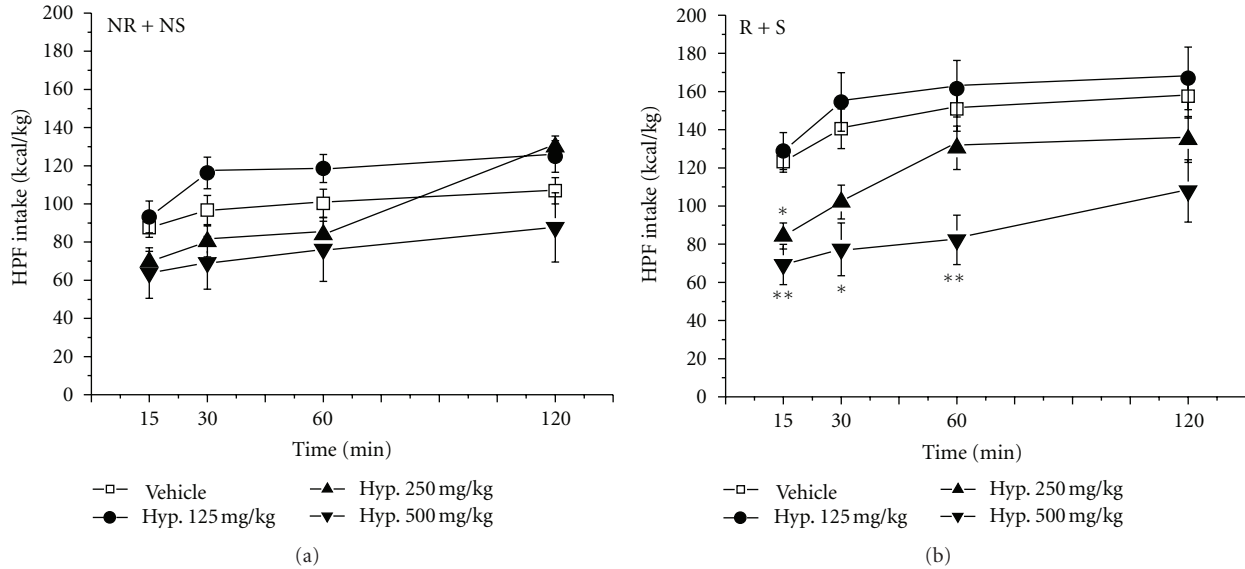 NR + NS
HPF intake (kcal/kg)
200
180
160
140
120
100
80
60
40
20
0
15 30 60 120
Time (min)
Vehicle
Hyp. 125 mg/kg
Hyp. 250 mg/kg
Hyp. 500 mg/kg
(a)
R + S
HPF intake (kcal/kg)
200
180
160
140
120
100
80
60
40
20
0
*
** * **
15 30 60 120
Time (min)
Vehicle
Hyp. 125 mg/kg
Hyp. 250 mg/kg
Hyp. 500 mg/kg
(b)